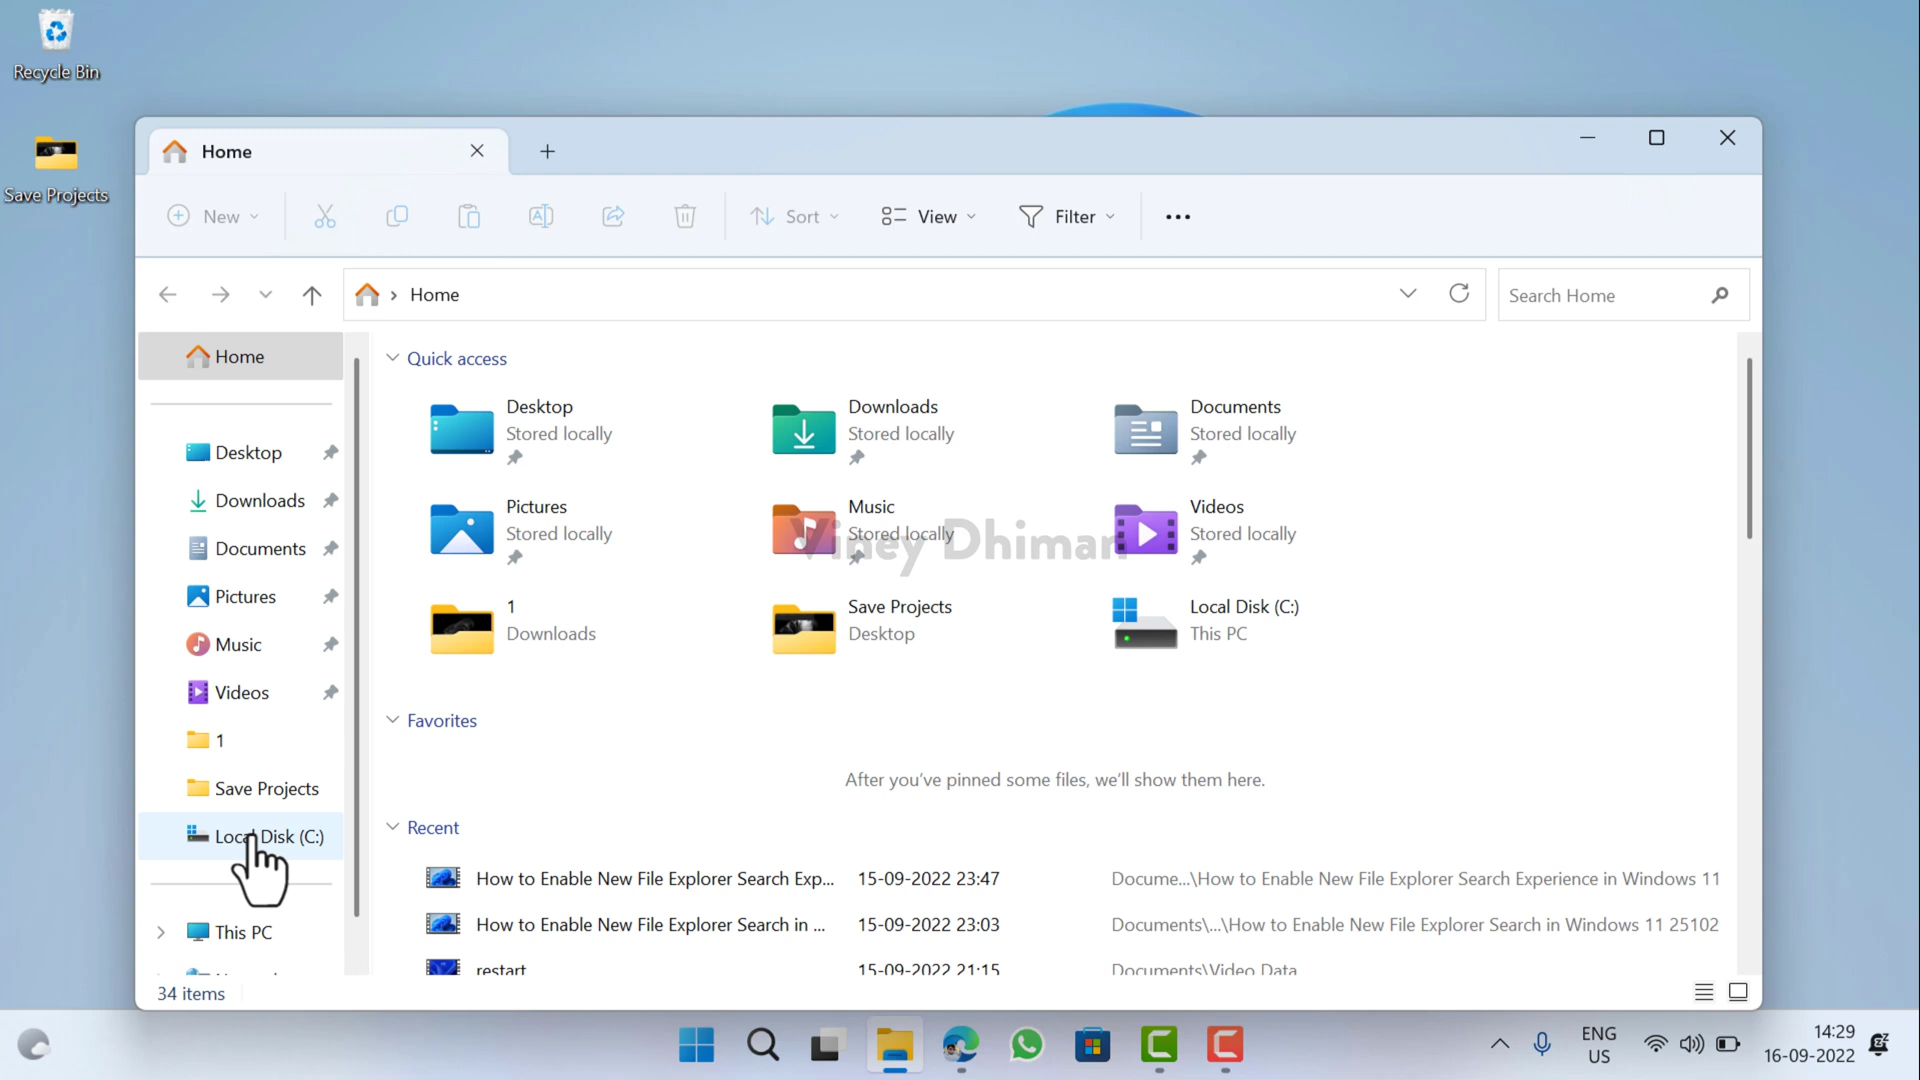 Recycle Bin
Save Projects
Home
New
Sort
View
Filter
Home
Search Home
Home
Desktop
Downloads
Documents
Pictures
Music
Videos
1
Save Projects
Local Disk (C:)
This PC
Quick access
Desktop
Stored locally
Downloads
Stored locally
Documents
Stored locally
Pictures
Stored locally
Music
Stored locally
Videos
Stored locally
Viney Dhiman
1
Downloads
Save Projects
Desktop
Local Disk (C:)
This PC
Favorites
After you've pinned some files, we'll show them here.
Recent
How to Enable New File Explorer Search Exp... 15-09-2022 23:47 Docume...\How to Enable New File Explorer Search Experience in Windows 11
How to Enable New File Explorer Search in ... 15-09-2022 23:03 Documents\...\How to Enable New File Explorer Search in Windows 11 25102
restart 15-09-2022 21:15 Documents\Video Data
34 items
ENG
US
14:29
16-09-2022